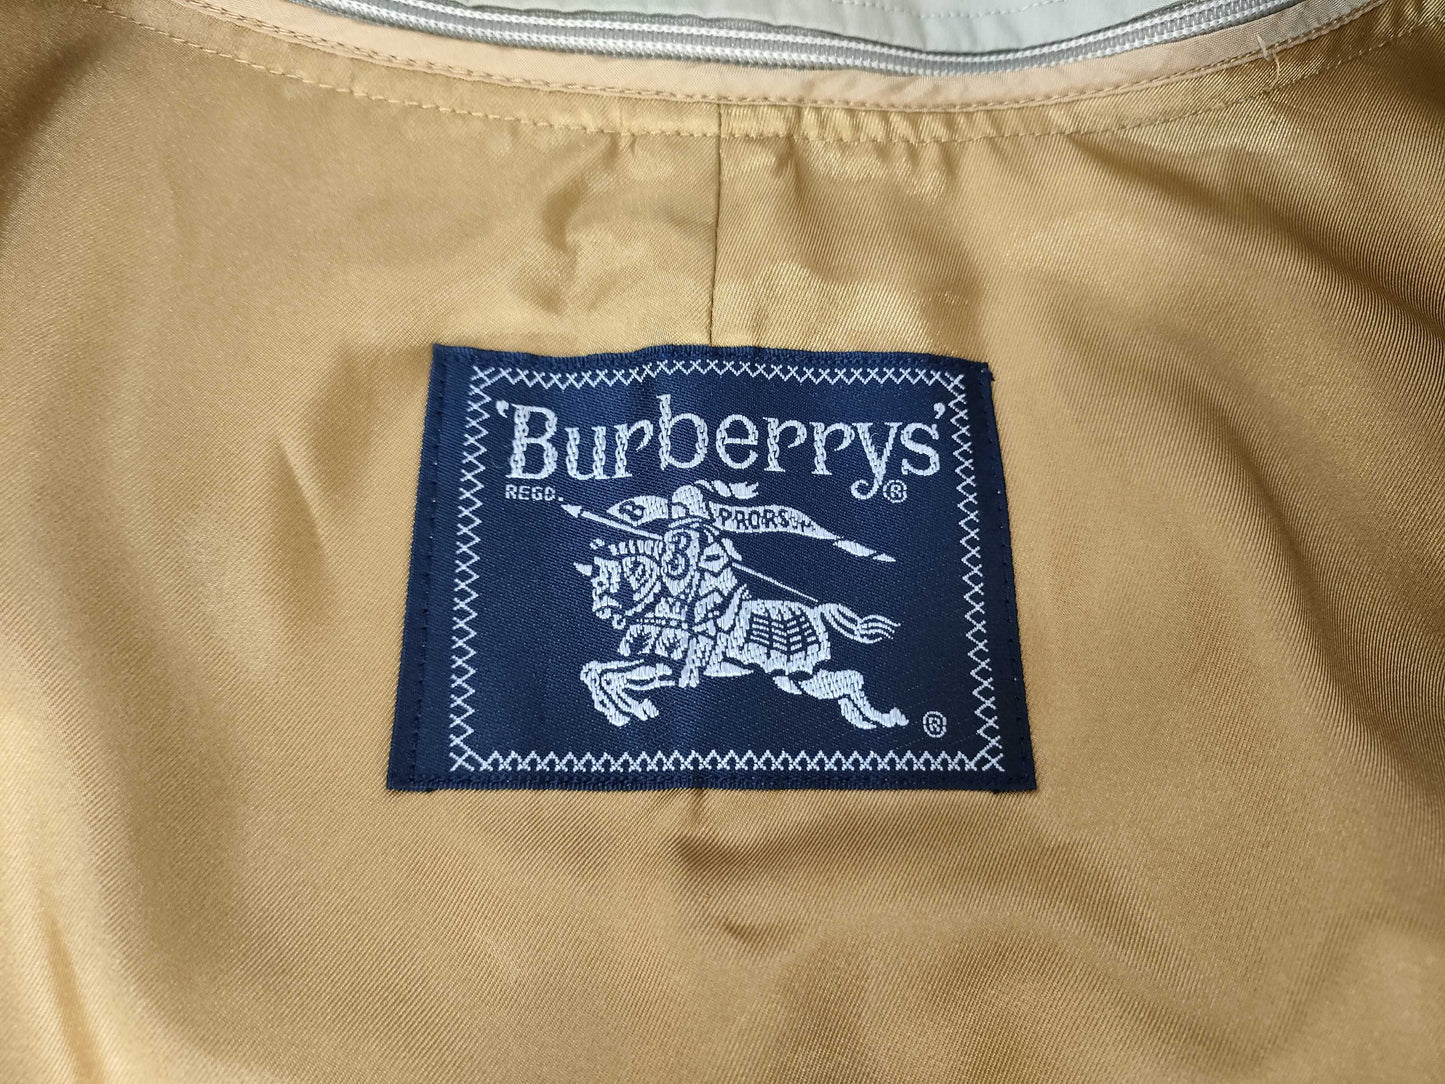 'Burberrys'
REGD. ®
B PRORSUM
B
®